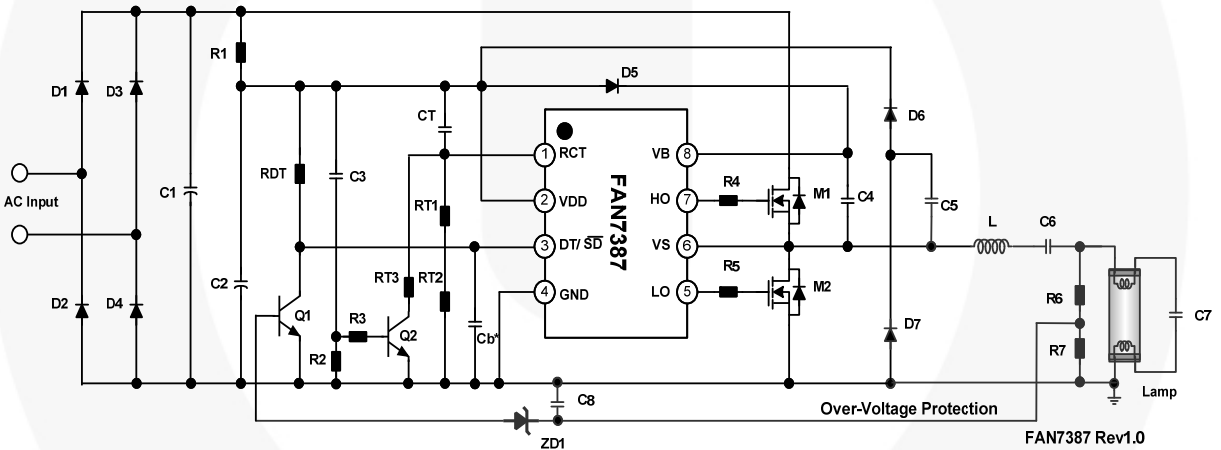 R1
D5
D1
D3
CT
D6
1
RCT
VB
8
C1
RDT
C3
R4
M1
AC Input
RT1
2
VDD
FAN7387
HO
7
C4
C5
L
C6
3
DT/ SD
VS
6
C2
RT3
RT2
R5
M2
D2
D4
4
GND
LO
5
R6
C7
Q1
R3
Q2
Cb*
D7
R2
R7
C8
Lamp
Over-Voltage Protection
ZD1
FAN7387 Rev1.0